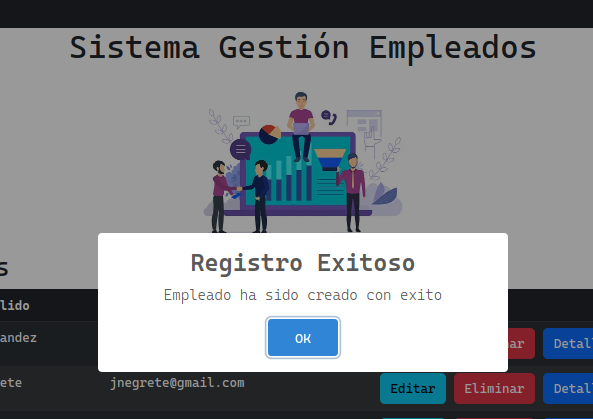 Sistema Gestión Empleados
Registro Exitoso
Empleado ha sido creado con exito
OK
s
lido
andez
nar
Detal
ete
jnegrete@gmail.com
Editar
Eliminar
Detal